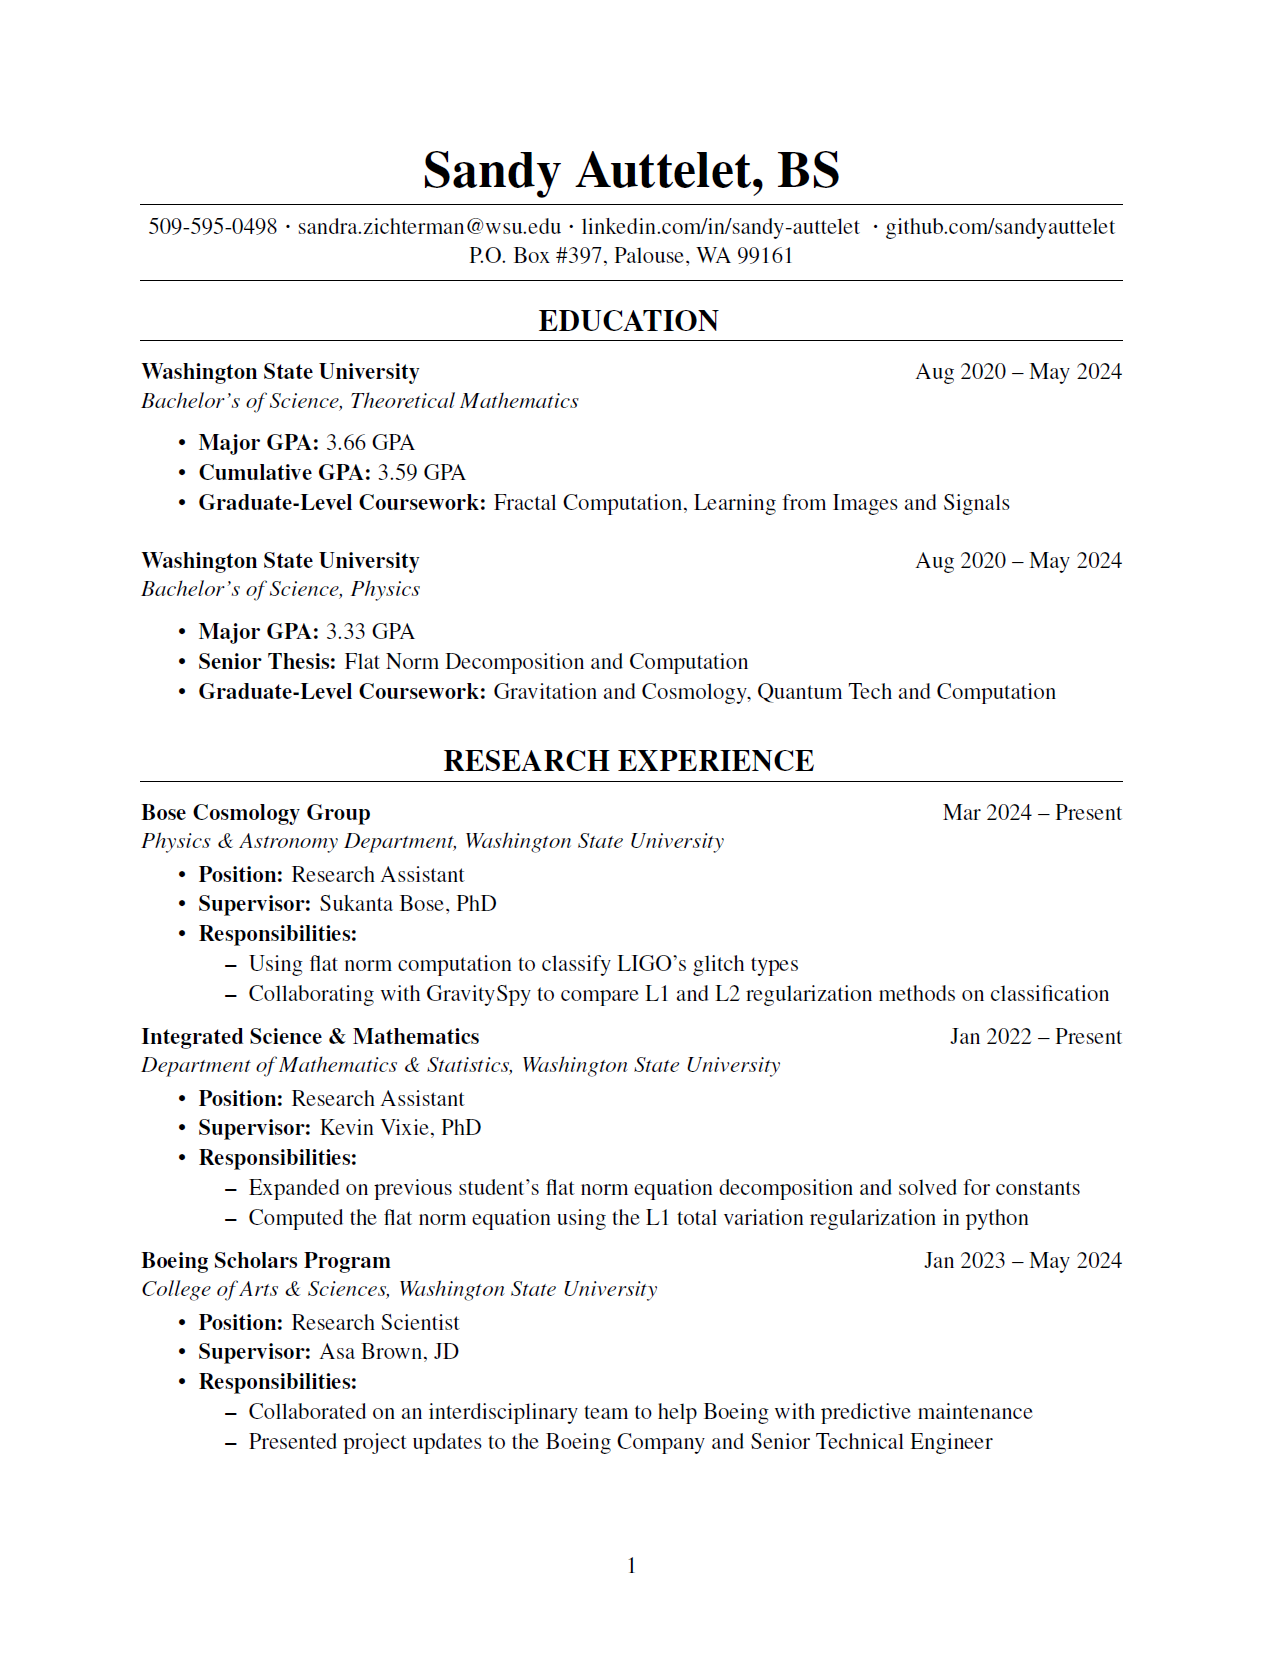 Sandy Auttelet, BS
509-595-0498 · sandra.zichterman@wsu.edu · linkedin.com/in/sandy-auttelet · github.com/sandyauttelet
P.O. Box #397, Palouse, WA 99161
EDUCATION
Washington State University Aug 2020 – May 2024
Bachelor's of Science, Theoretical Mathematics
• Major GPA: 3.66 GPA
• Cumulative GPA: 3.59 GPA
• Graduate-Level Coursework: Fractal Computation, Learning from Images and Signals
Washington State University Aug 2020 – May 2024
Bachelor's of Science, Physics
• Major GPA: 3.33 GPA
• Senior Thesis: Flat Norm Decomposition and Computation
• Graduate-Level Coursework: Gravitation and Cosmology, Quantum Tech and Computation
RESEARCH EXPERIENCE
Bose Cosmology Group Mar 2024 – Present
Physics & Astronomy Department, Washington State University
• Position: Research Assistant
• Supervisor: Sukanta Bose, PhD
• Responsibilities:
– Using flat norm computation to classify LIGO's glitch types
– Collaborating with GravitySpy to compare L1 and L2 regularization methods on classification
Integrated Science & Mathematics Jan 2022 – Present
Department of Mathematics & Statistics, Washington State University
• Position: Research Assistant
• Supervisor: Kevin Vixie, PhD
• Responsibilities:
– Expanded on previous student's flat norm equation decomposition and solved for constants
– Computed the flat norm equation using the L1 total variation regularization in python
Boeing Scholars Program Jan 2023 – May 2024
College of Arts & Sciences, Washington State University
• Position: Research Scientist
• Supervisor: Asa Brown, JD
• Responsibilities:
– Collaborated on an interdisciplinary team to help Boeing with predictive maintenance
– Presented project updates to the Boeing Company and Senior Technical Engineer
1